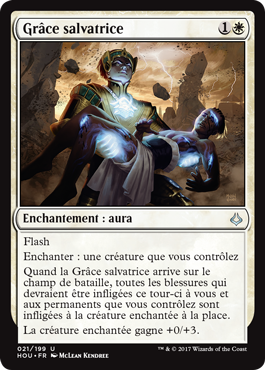 Grâce salvatrice 1
Enchantement : aura
Flash
Enchanter : une créature que vous contrôlez
Quand la Grâce salvatrice arrive sur le
champ de bataille, toutes les blessures qui
devraient être infligées ce tour-ci à vous et
aux permanents que vous contrôlez sont
infligées à la créature enchantée à la place.
La créature enchantée gagne +0/+3.
021/199 U
HOU • FR McLean Kendree
™ & © 2017 Wizards of the Coast